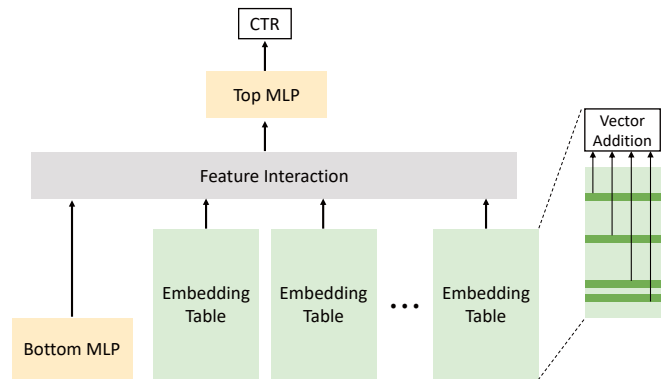 CTR
Top MLP
Vector
Addition
Feature Interaction
Embedding
Table
Embedding
Table
...
Embedding
Table
Bottom MLP